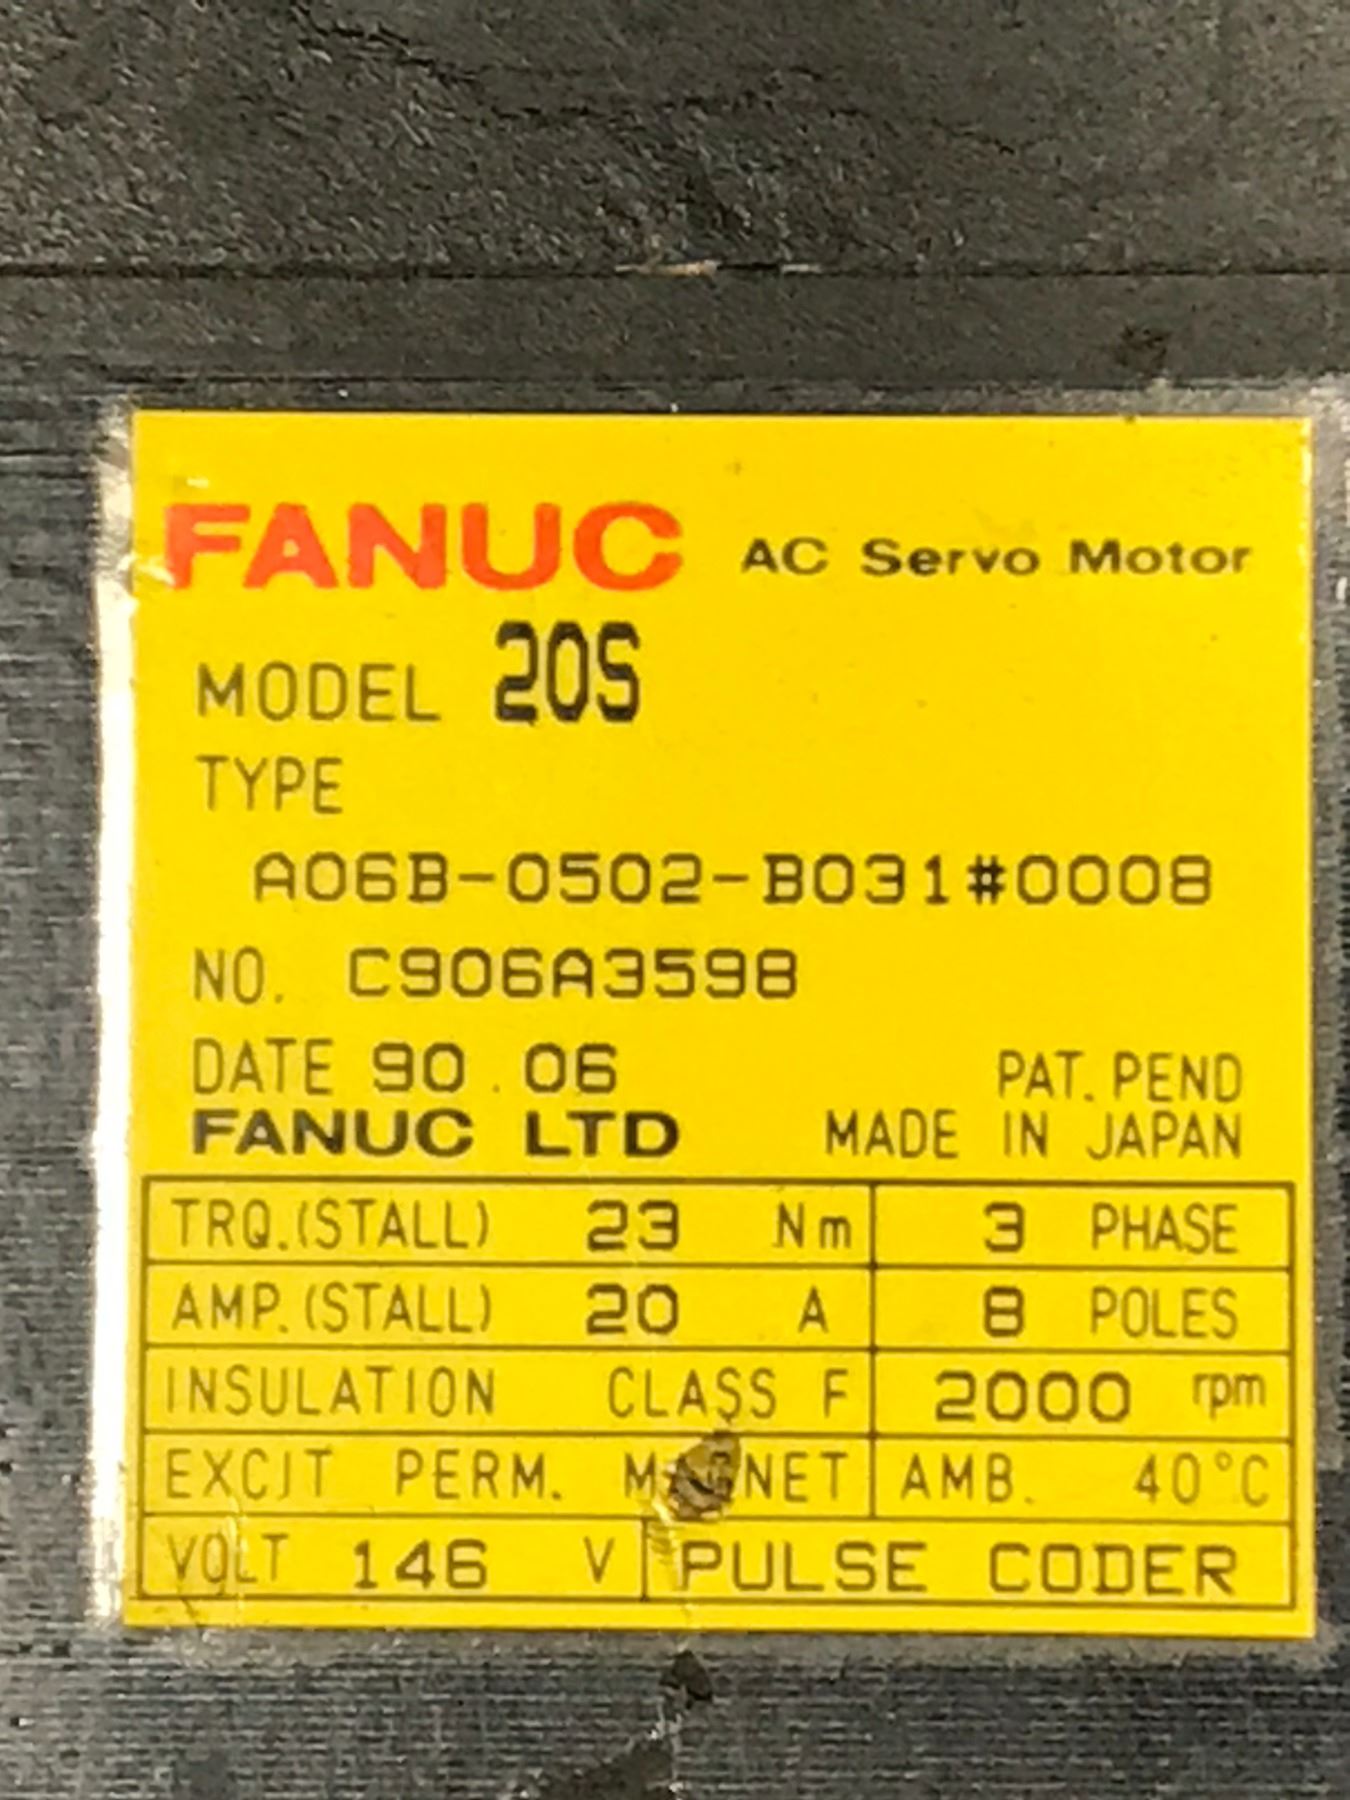 FANUC AC Servo Motor
MODEL 20S
TYPE
A06B-0502-B031#0008
NO. C906A3598
DATE 90.06 PAT. PEND
FANUC LTD MADE IN JAPAN
TRQ.(STALL) 23 Nm 3 PHASE
AMP.(STALL) 20 A 8 POLES
INSULATION CLASS F 2000 rpm
EXCIT PERM. MAGNET AMB. 40°C
VOLT 146 V PULSE CODER